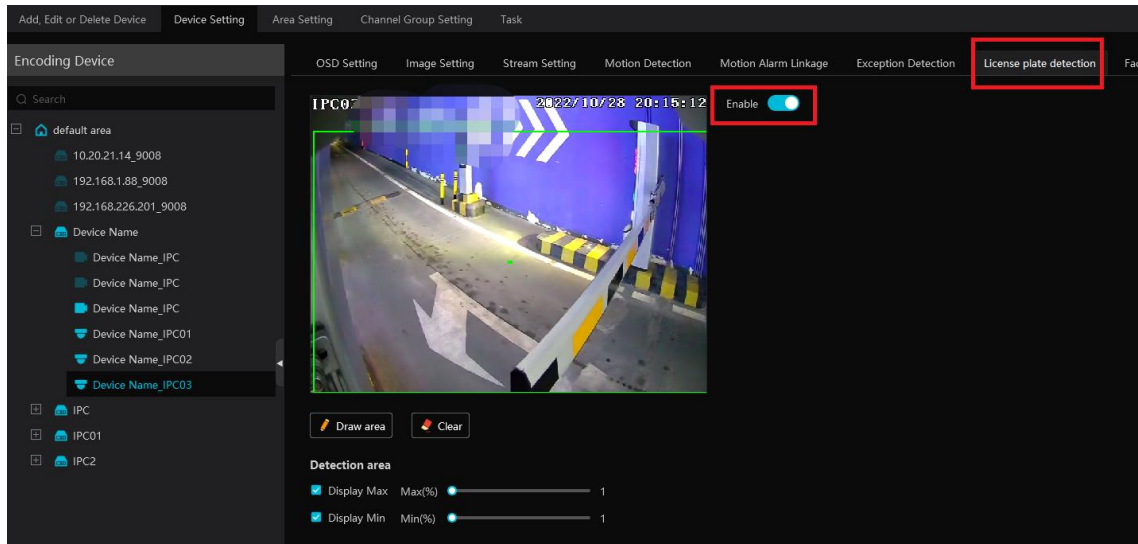 Add, Edit or Delete Device Device Setting Area Setting Channel Group Setting Task
Encoding Device
OSD Setting Image Setting Stream Setting Motion Detection Motion Alarm Linkage Exception Detection License plate detection
Search
default area
10.20.21.14_9008
192.168.1.88_9008
192.168.226.201_9008
Device Name
Device Name_IPC
Device Name_IPC
Device Name_IPC
Device Name_IPC01
Device Name_IPC02
Device Name_IPC03
IPC
IPC01
IPC2
2022/10/28 20:15:12
Enable
Draw area Clear
Detection area
Display Max Max(%) 1
Display Min Min(%) 1